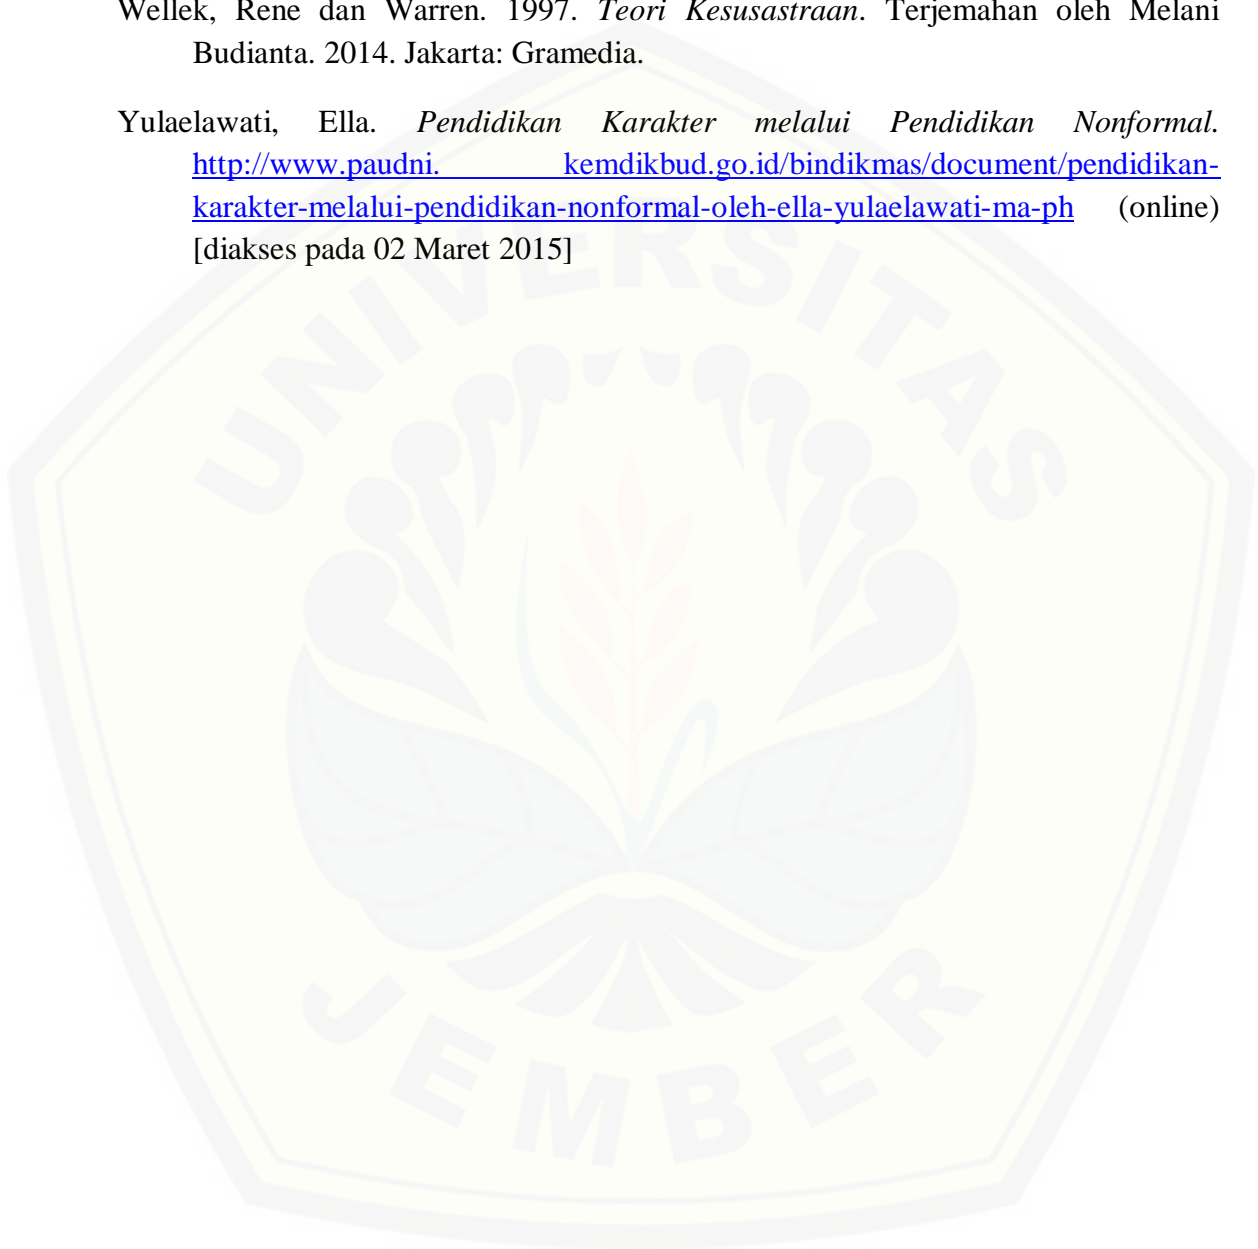 Wellek, Rene dan Warren. 1997. Teori Kesusastraan. Terjemahan oleh Melani
Budianta. 2014. Jakarta: Gramedia.
Yulaelawati, Ella. Pendidikan Karakter melalui Pendidikan Nonformal.
http://www.paudni. kemdikbud.go.id/bindikmas/document/pendidikan-
karakter-melalui-pendidikan-nonformal-oleh-ella-yulaelawati-ma-ph (online)
[diakses pada 02 Maret 2015]
UNIVERSITAS
JEMBER